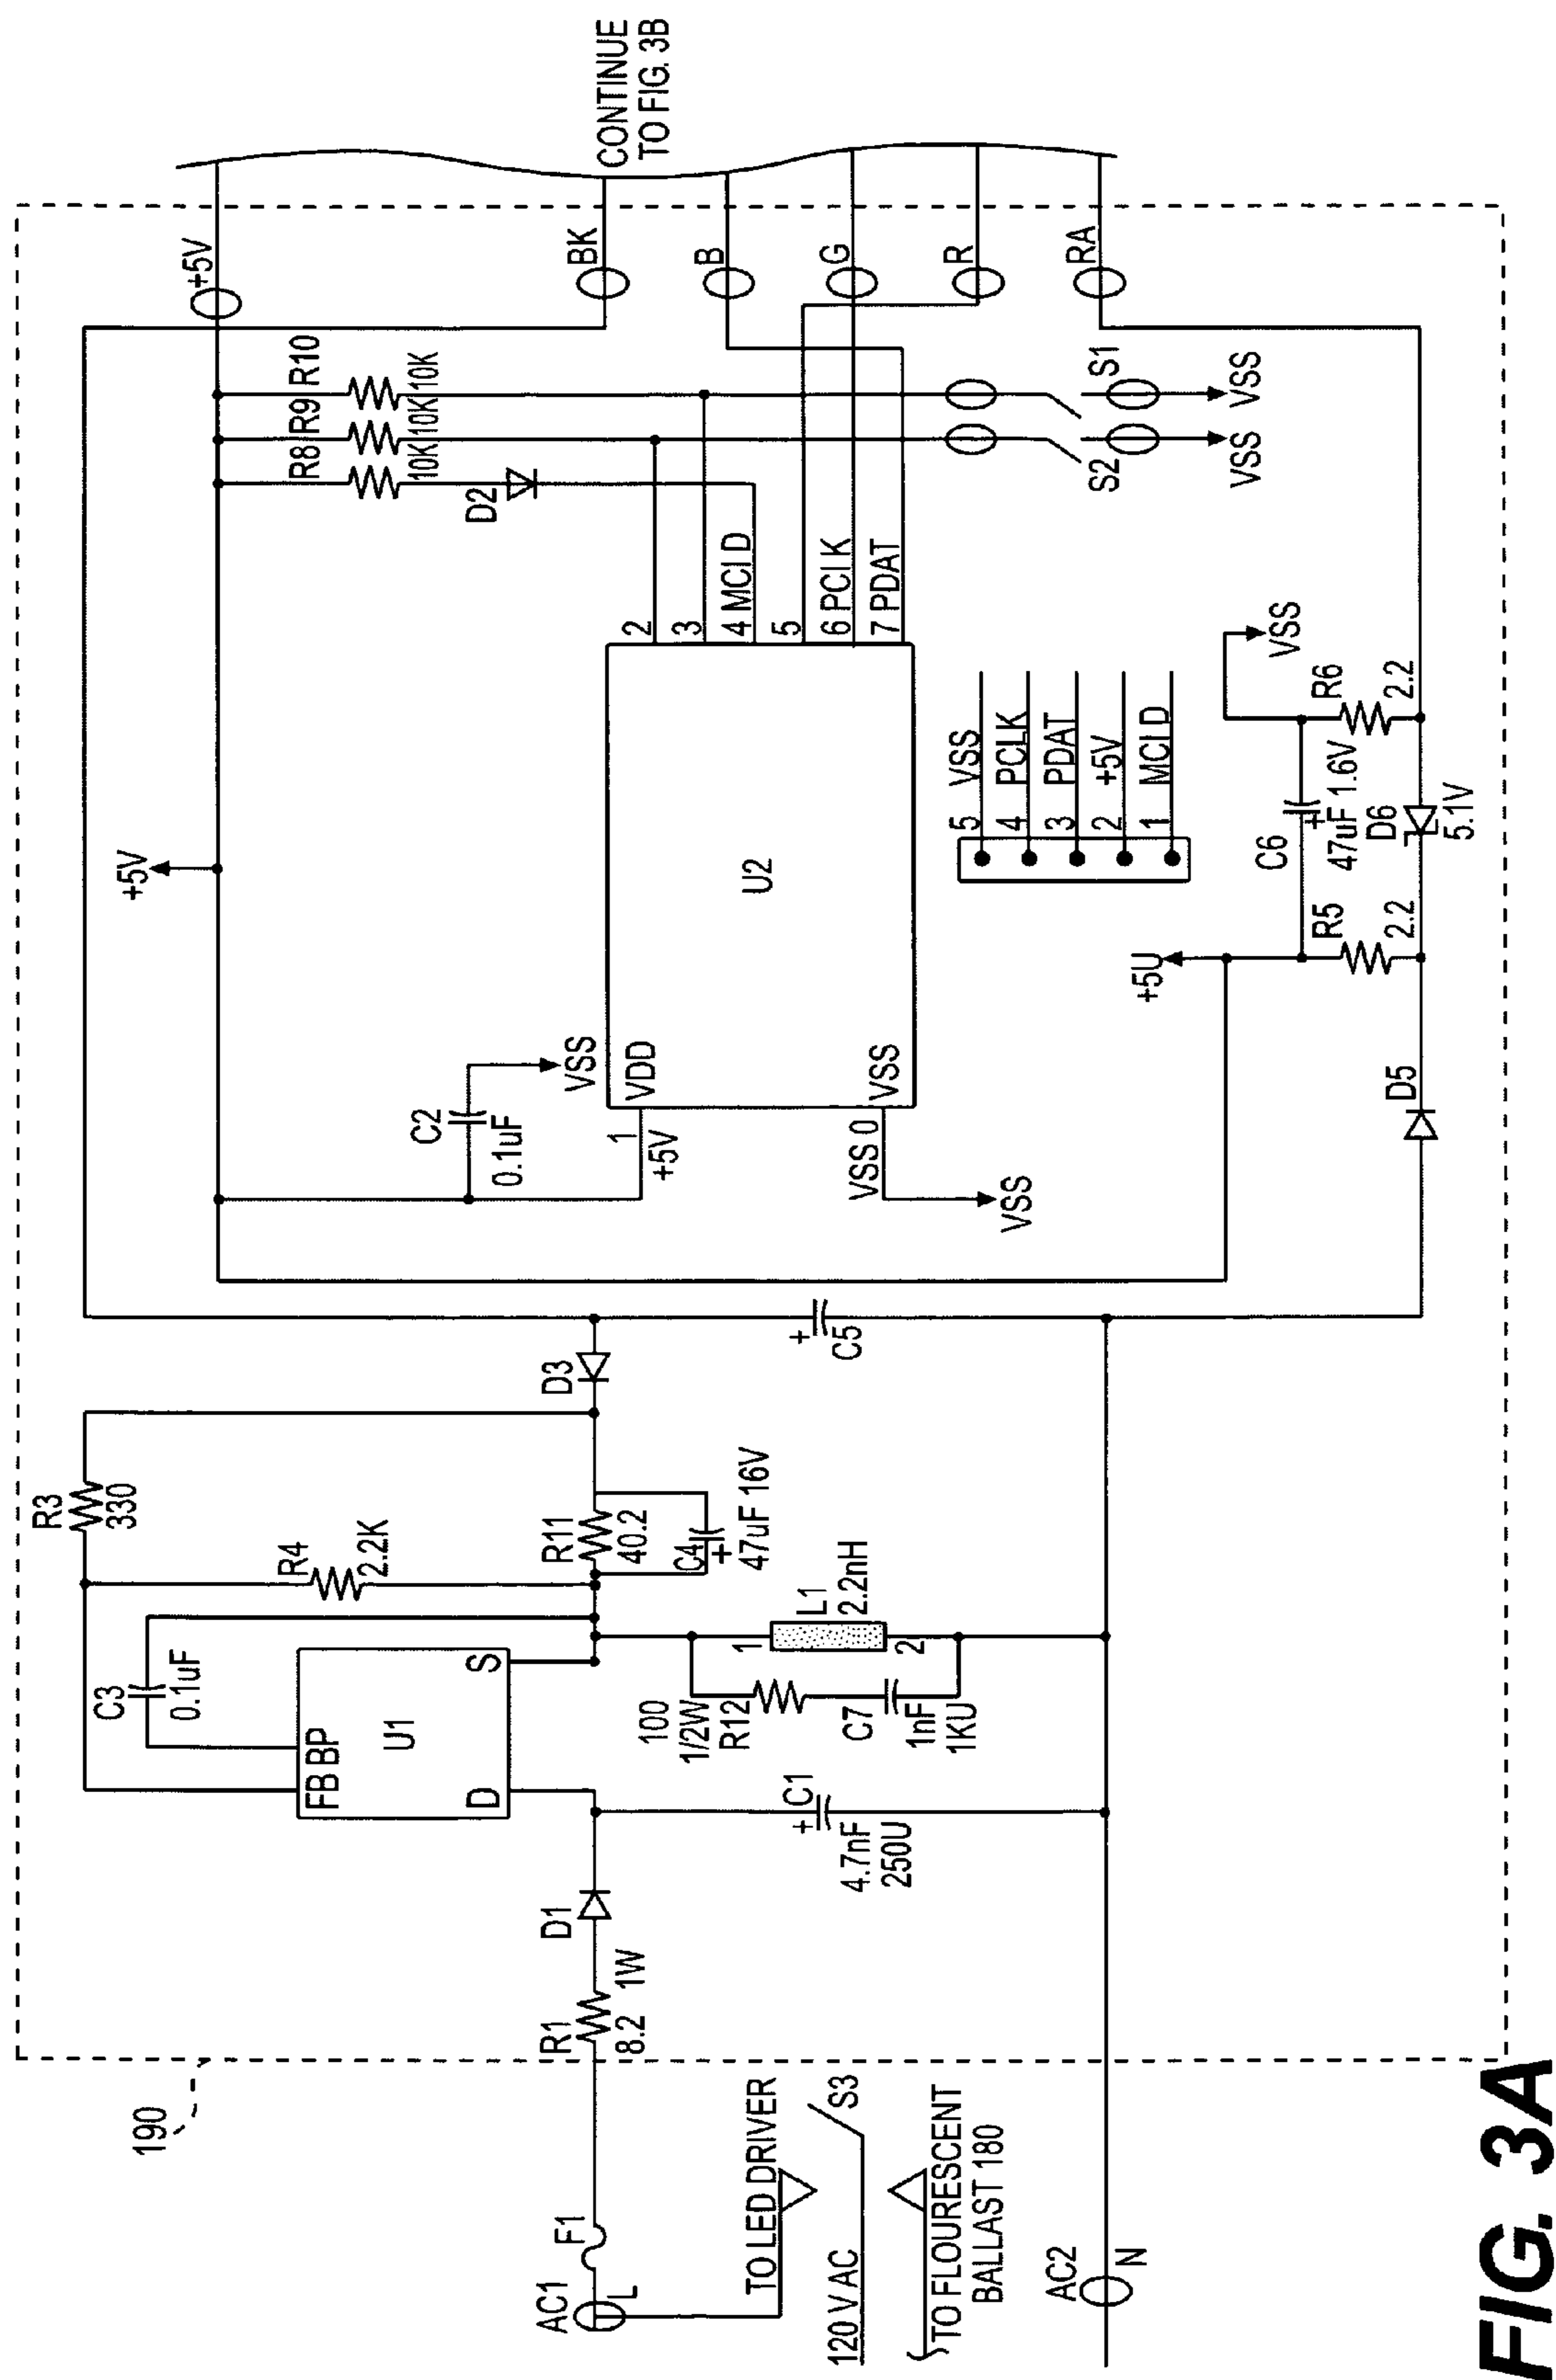 190
AC1
L
F1
R1
8.2 1W
D1
TO LED DRIVER
120 V AC
S3
TO FLOURESCENT
BALLAST 180
AC2
N
C1
+
4.7nF
250U
FB BP
U1
D
S
C3
0.1uF
R3
330
R4
2.2K
R11
40.2
C4
+
47uF 16V
100
1/2W
R12
C7
1nF
1KU
1
L1
2.2nH
2
D3
+
C5
+5V
C2
0.1uF
VSS
1
+5V
VDD
U2
VSS 0
VSS
VSS
2
3
4 MCLD
5
6 PCLK
7 PDAT
5 VSS
4 PCLK
3 PDAT
2 +5V
1 MCLD
R8
R9
R10
10K
10K
10K
D2
S2
S1
VSS
VSS
+5U
D5
R5
2.2
C6
+
47uF 1.6V
D6
5.1V
R6
2.2
VSS
+5V
BK
B
G
R
RA
CONTINUE
TO FIG. 3B
FIG. 3A